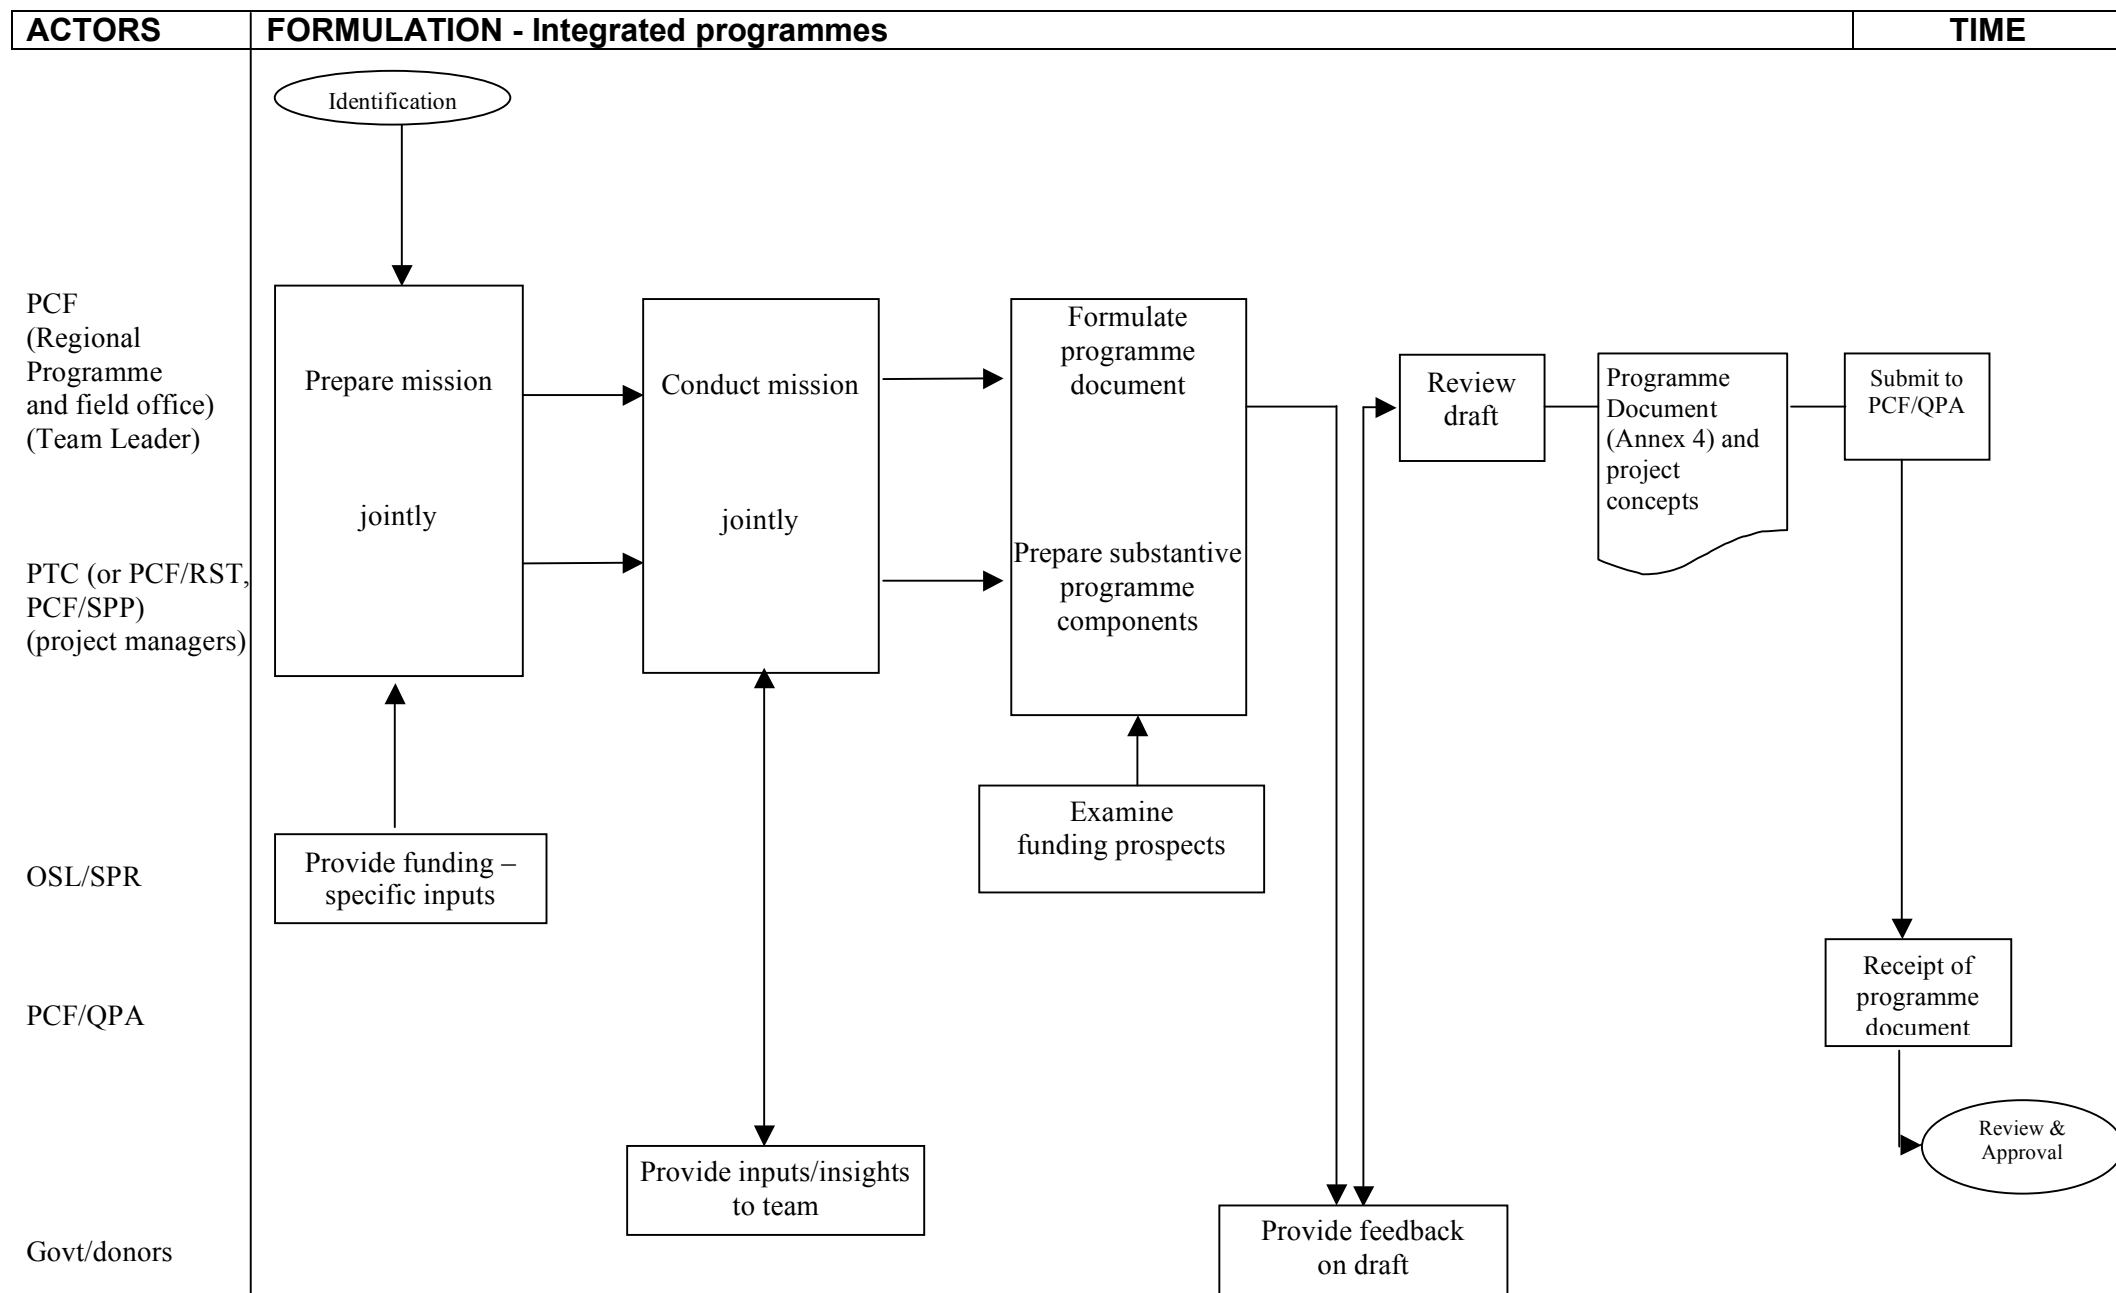 ACTORS
FORMULATION - Integrated programmes
TIME
Identification
PCF
(Regional
Programme
and field office)
(Team Leader)
Prepare mission
jointly
Conduct mission
jointly
Formulate
programme
document
Prepare substantive
programme
components
Review
draft
Programme
Document
(Annex 4) and
project
concepts
Submit to
PCF/QPA
PTC (or PCF/RST,
PCF/SPP)
(project managers)
OSL/SPR
Provide funding –
specific inputs
Examine
funding prospects
PCF/QPA
Receipt of
programme
document
Review &
Approval
Govt/donors
Provide inputs/insights
to team
Provide feedback
on draft